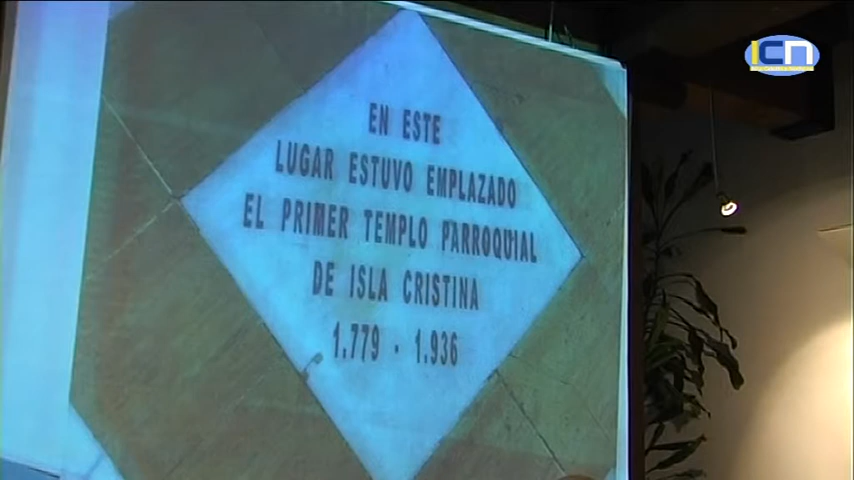 ICN
EN ESTE
LUGAR ESTUVO EMPLAZADO
EL PRIMER TEMPLO PARROQUIAL
DE ISLA CRISTINA
1.779 - 1.936